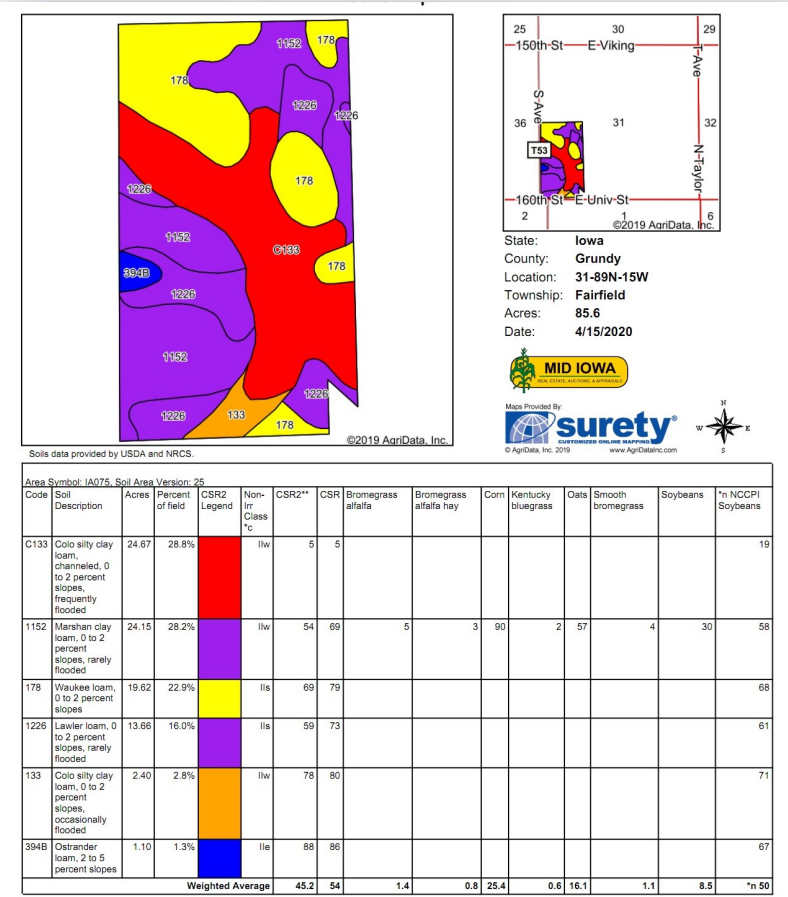 1152
178
178
1226
1226
178
1226
1152
C133
178
394B
1226
1152
1226
1226
133
178
©2019 AgriData, Inc.
Soils data provided by USDA and NRCS.
25 30 29
150th-St E-Viking
T-Ave
S-Ave
36 31 32
T53
N-Taylor
160th St E-Univ-St
2 1 6
©2019 AgriData, Inc.
State: Iowa
County: Grundy
Location: 31-89N-15W
Township: Fairfield
Acres: 85.6
Date: 4/15/2020
MID IOWA
REAL ESTATE, AUCTIONS, & APPRAISALS
Maps Provided By:
surety®
CUSTOMIZED ONLINE MAPPING
© AgriData, Inc. 2019 www.AgriDataInc.com
N
W E
S
Area Symbol: IA075, Soil Area Version: 25
Code Soil Acres Percent CSR2 Non- CSR2** CSR Bromegrass Bromegrass Corn Kentucky Oats Smooth Soybeans *n NCCPI
Description of field Legend Irr alfalfa alfalfa hay bluegrass bromegrass Soybeans
Class
*c
C133 Colo silty clay 24.67 28.8% IIw 5 5 19
loam,
channeled, 0
to 2 percent
slopes,
frequently
flooded
1152 Marshan clay 24.15 28.2% IIw 54 69 5 3 90 2 57 4 30 58
loam, 0 to 2
percent
slopes, rarely
flooded
178 Waukee loam, 19.62 22.9% IIs 69 79 68
0 to 2 percent
slopes
1226 Lawler loam, 0 13.66 16.0% IIs 59 73 61
to 2 percent
slopes, rarely
flooded
133 Colo silty clay 2.40 2.8% IIw 78 80 71
loam, 0 to 2
percent
slopes,
occasionally
flooded
394B Ostrander 1.10 1.3% IIe 88 86 67
loam, 2 to 5
percent slopes
Weighted Average 45.2 54 1.4 0.8 25.4 0.6 16.1 1.1 8.5 *n 50